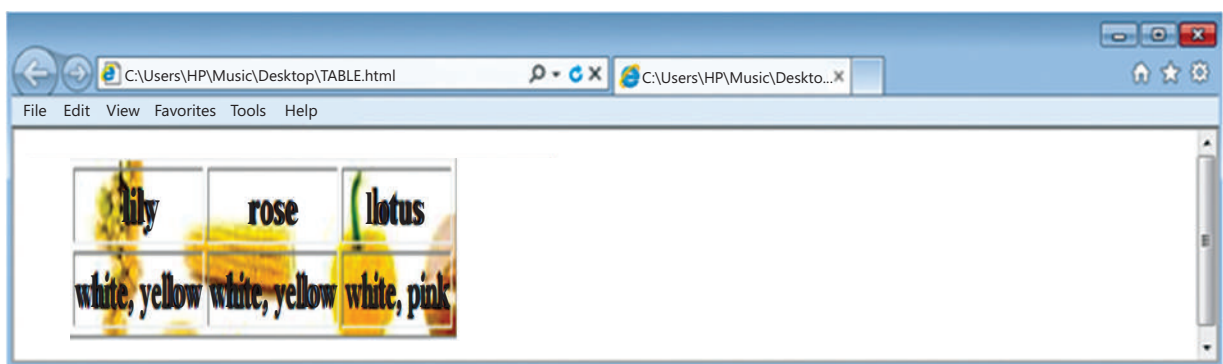 C:\Users\HP\Music\Desktop\TABLE.html C:\Users\HP\Music\Deskto...
File Edit View Favorites Tools Help
lily rose llotus
white, yellow white, yellow white, pink